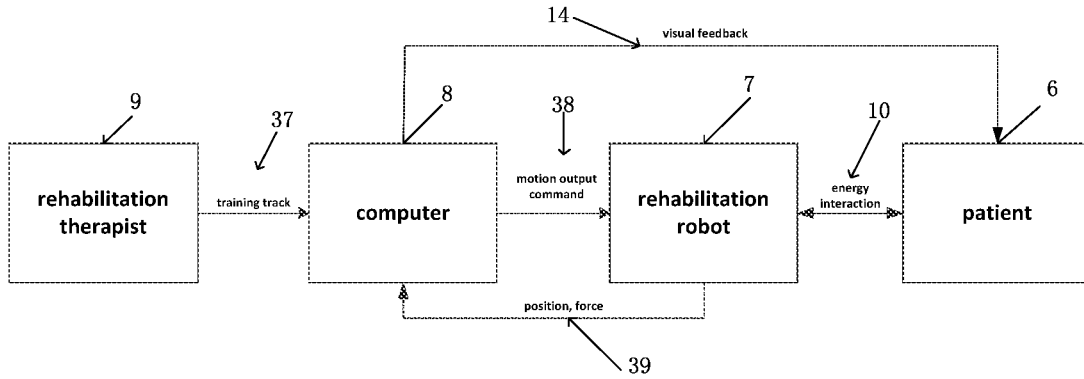 14
visual feedback
9
37
8
38
7
10
6
rehabilitation
therapist
training track
computer
motion output
command
rehabilitation
robot
energy
interaction
patient
position, force
39